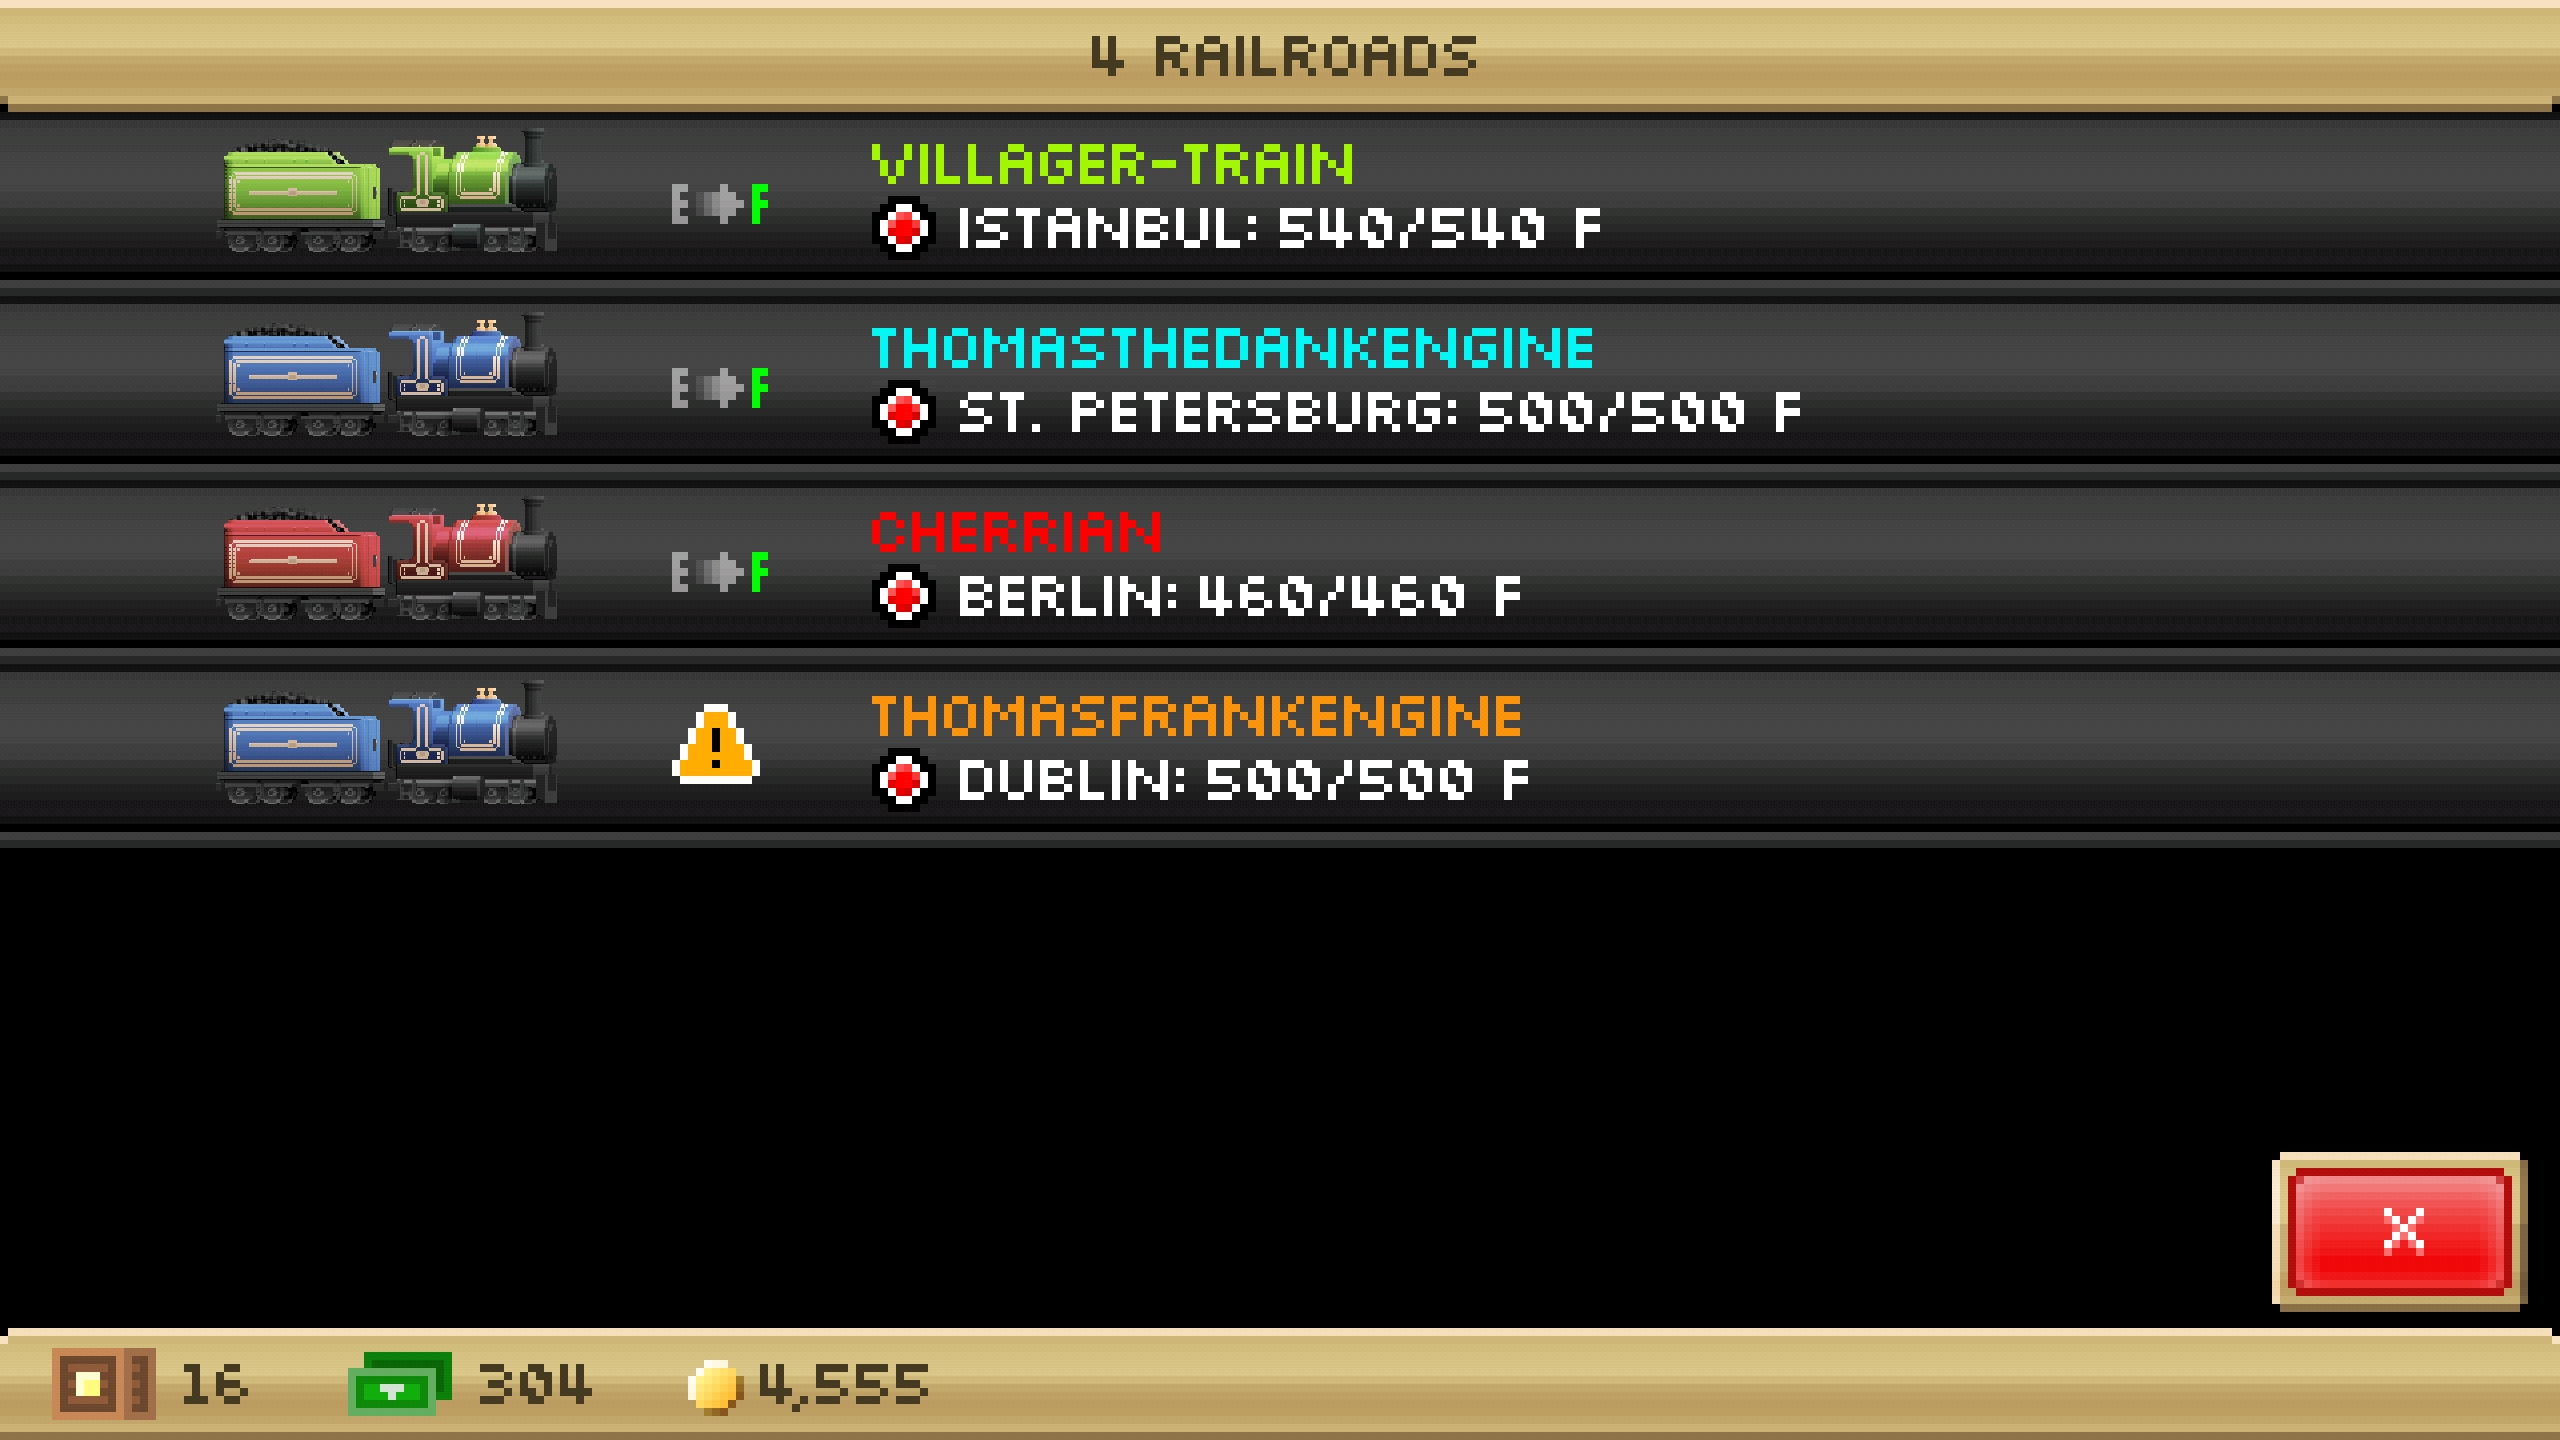 4 RAILROADS
VILLAGER-TRAIN
E F
ISTANBUL: 540/540 F
THOMASTHEDANKENGINE
E F
ST. PETERSBURG: 500/500 F
CHERRIAN
E F
BERLIN: 460/460 F
THOMASFRANKENGINE
!
DUBLIN: 500/500 F
X
16 304 4,555